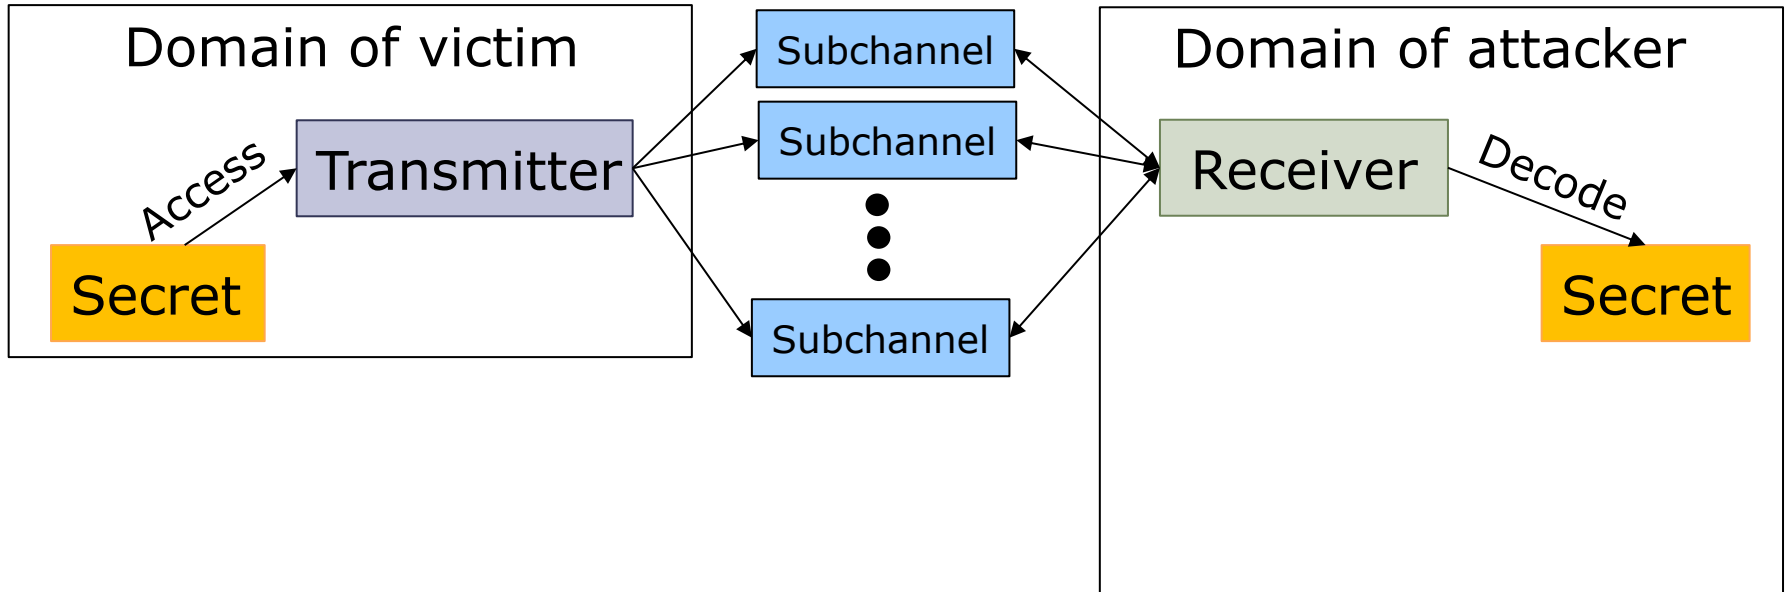 Domain of victim
Access
Transmitter
Secret
Subchannel
Subchannel
Subchannel
Domain of attacker
Receiver
Decode
Secret